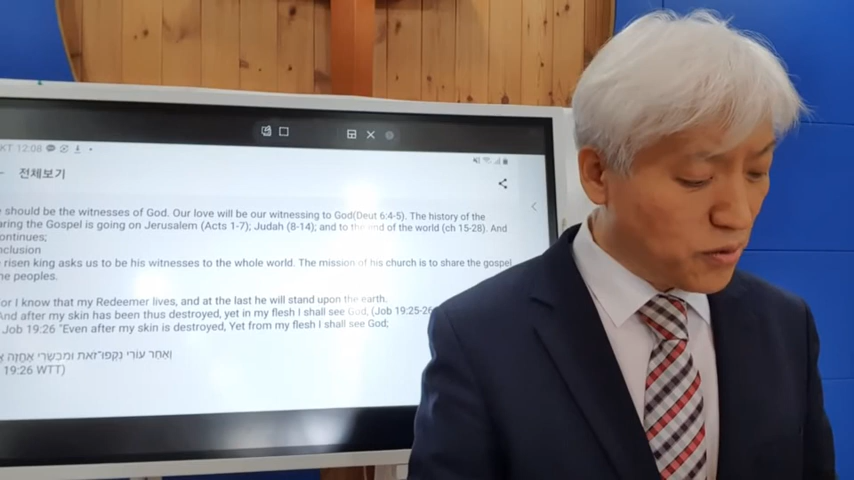 KT 12:08
전체보기
should be the witnesses of God. Our love will be our witnessing to God(Deut 6:4-5). The history of the
aring the Gospel is going on Jerusalem (Acts 1-7); Judah (8-14); and to the end of the world (ch 15-28). And
ontinues;
nclusion
risen king asks us to be his witnesses to the whole world. The mission of his church is to share the gospel
he peoples.
or I know that my Redeemer lives, and at the last he will stand upon the earth.
And after my skin has been thus destroyed, yet in my flesh I shall see God, (Job 19:25-26
Job 19:26 "Even after my skin is destroyed, Yet from my flesh I shall see God;
וְאַחַר עוֹרִי נִקְּפוּ־זֹאת וּמִבְּשָׂרִי אֶחֱזֶה
19:26 WTT)